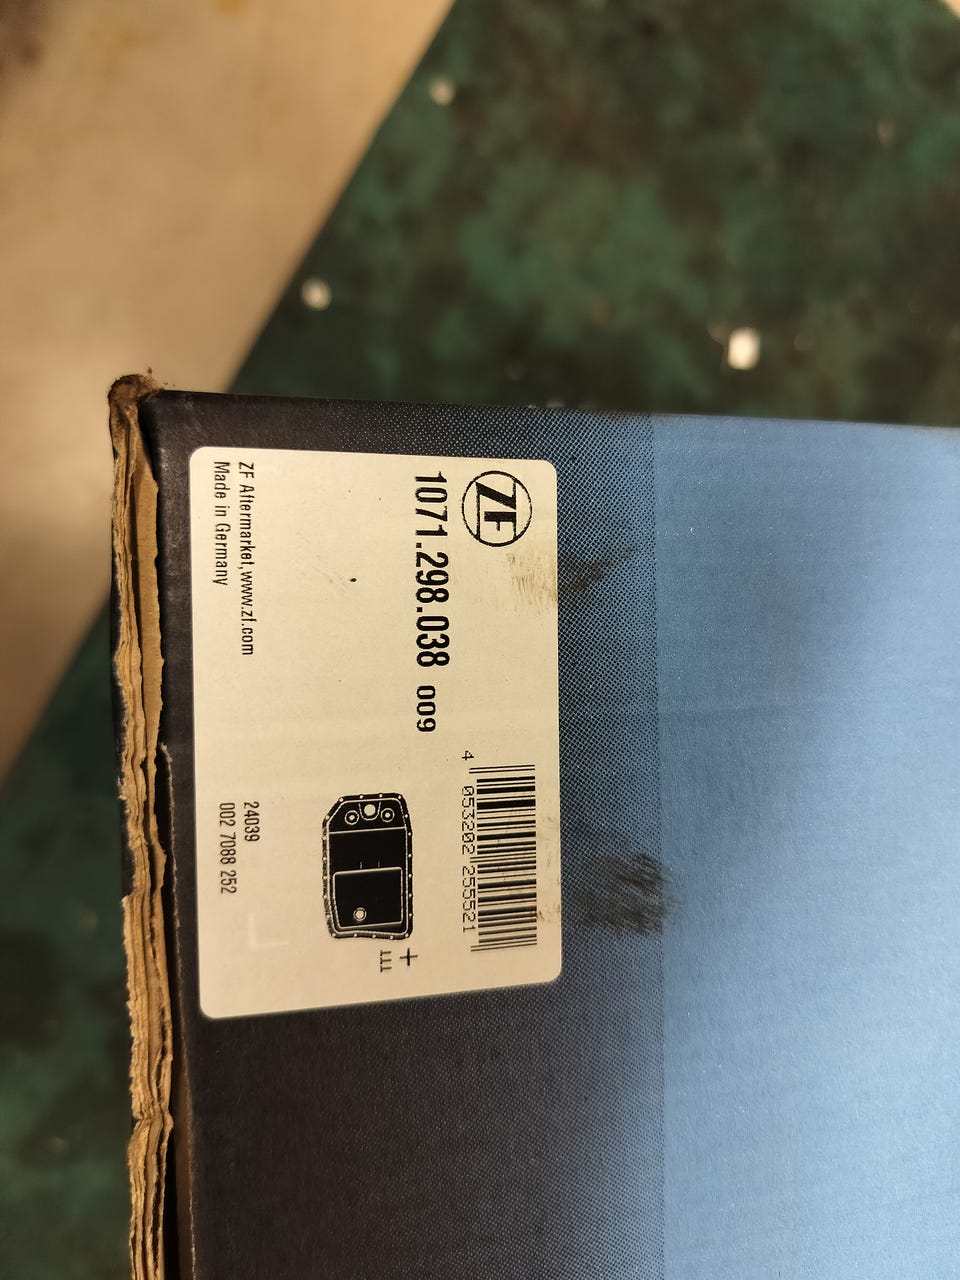 ZF
1071.298.038 009
4 053202 255521
ZF Aftermarket,www.zf.com
Made in Germany
24039
002 7088 252